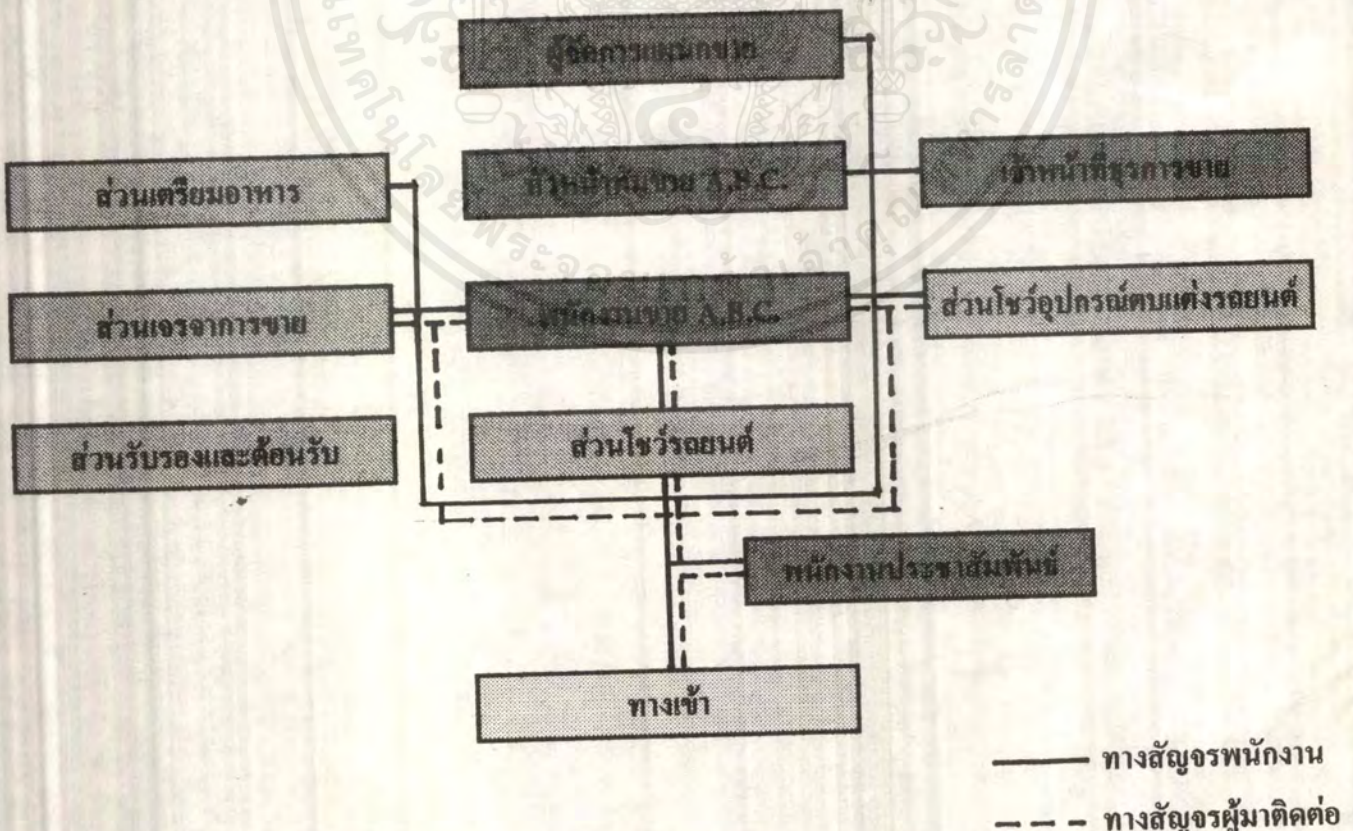 ผู้จัดการแผนกขาย
ส่วนเตรียมอาหาร
หัวหน้าทีมขาย A.B.C.
เจ้าหน้าที่ธุรการขาย
ส่วนเจรจาการขาย
พนักงานขาย A.B.C.
ส่วนโชว์อุปกรณ์ตบแต่งรถยนต์
ส่วนรับรองและต้อนรับ
ส่วนโชว์รถยนต์
พนักงานประชาสัมพันธ์
ทางเข้า
ทางสัญจรพนักงาน
ทางสัญจรผู้มาติดต่อ